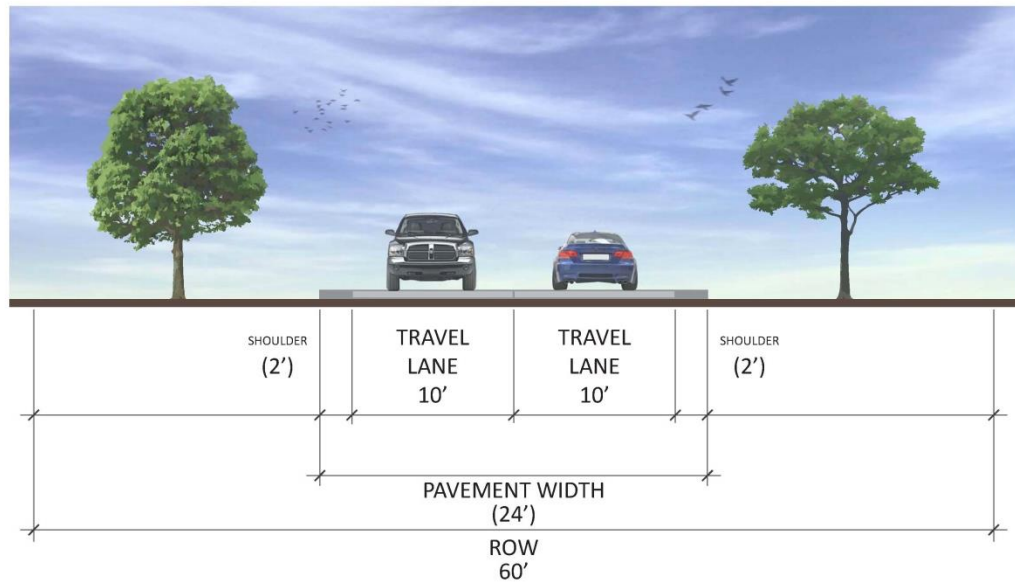 SHOULDER
(2’)
TRAVEL
LANE
10’
TRAVEL
LANE
10’
SHOULDER
(2’)
PAVEMENT WIDTH
(24’)
ROW
60’